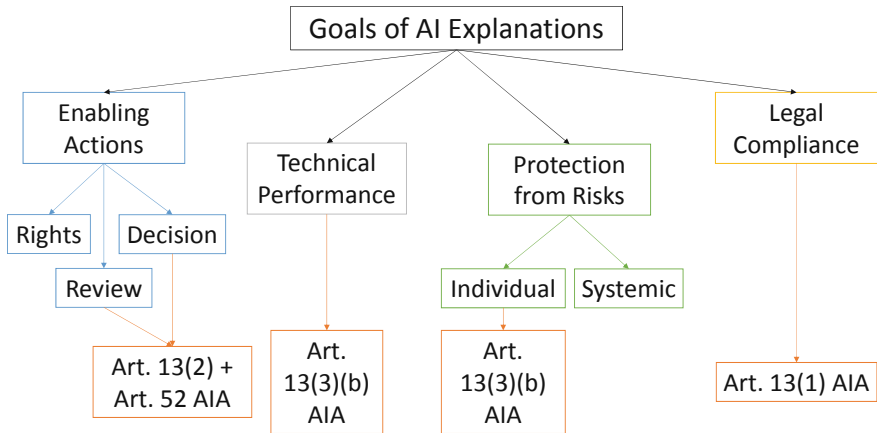 Goals of AI Explanations
Enabling
Actions
Legal
Compliance
Technical
Performance
Protection
from Risks
Rights
Decision
Review
Individual
Systemic
Art. 13(2) +
Art. 52 AIA
Art.
13(3)(b)
AIA
Art.
13(3)(b)
AIA
Art. 13(1) AIA